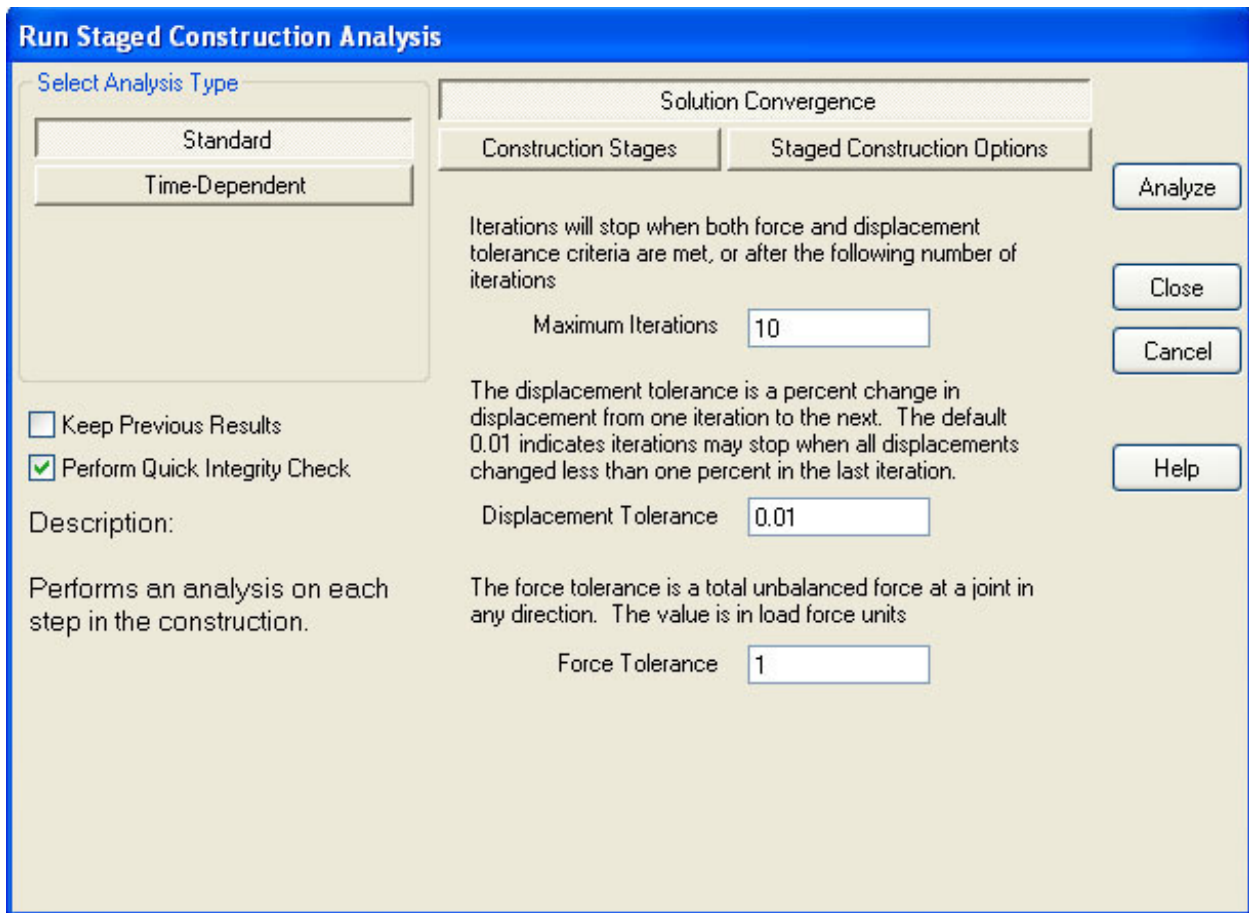 Run Staged Construction Analysis
Select Analysis Type
Standard
Time-Dependent
Keep Previous Results
Perform Quick Integrity Check
Description:
Performs an analysis on each
step in the construction.
Solution Convergence
Construction Stages
Staged Construction Options
Iterations will stop when both force and displacement
tolerance criteria are met, or after the following number of
iterations
Maximum Iterations 10
The displacement tolerance is a percent change in
displacement from one iteration to the next. The default
0.01 indicates iterations may stop when all displacements
changed less than one percent in the last iteration.
Displacement Tolerance 0.01
The force tolerance is a total unbalanced force at a joint in
any direction. The value is in load force units
Force Tolerance 1
Analyze
Close
Cancel
Help